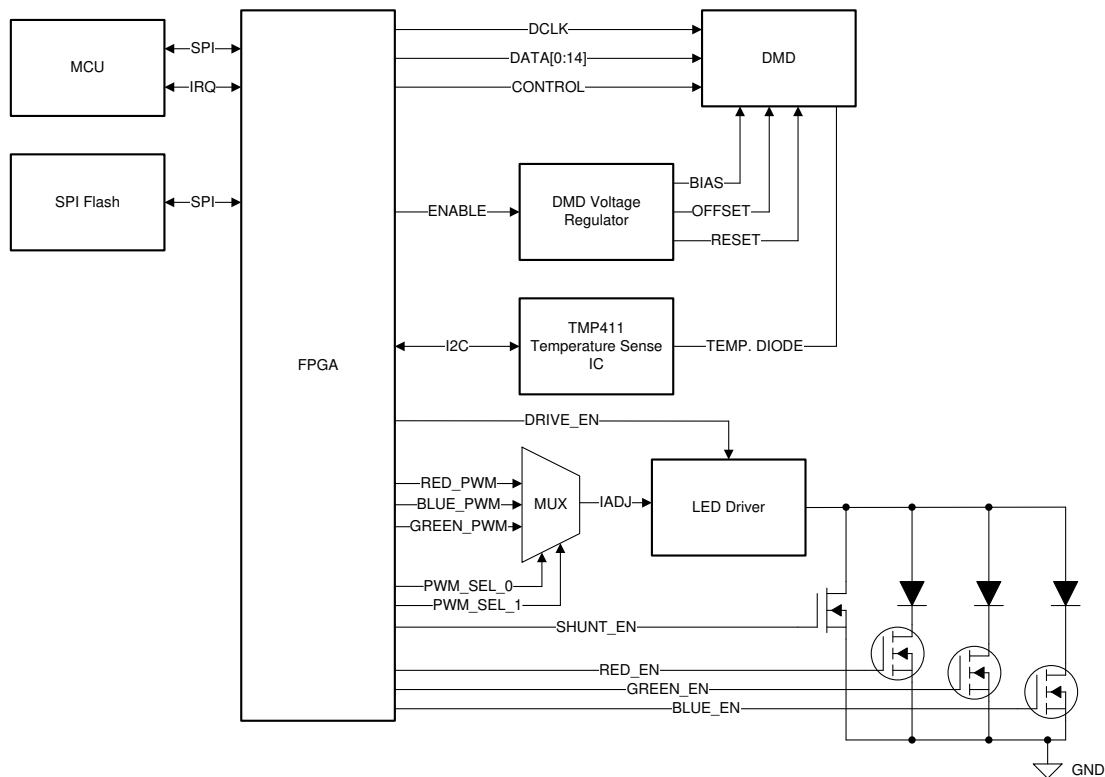 MCU
SPI
IRQ
SPI Flash
SPI
FPGA
DCLK
DATA[0:14]
CONTROL
DMD
ENABLE
DMD Voltage
Regulator
BIAS
OFFSET
RESET
I2C
TMP411
Temperature Sense
IC
TEMP. DIODE
DRIVE_EN
RED_PWM
BLUE_PWM
GREEN_PWM
MUX
IADJ
LED Driver
PWM_SEL_0
PWM_SEL_1
SHUNT_EN
RED_EN
GREEN_EN
BLUE_EN
GND